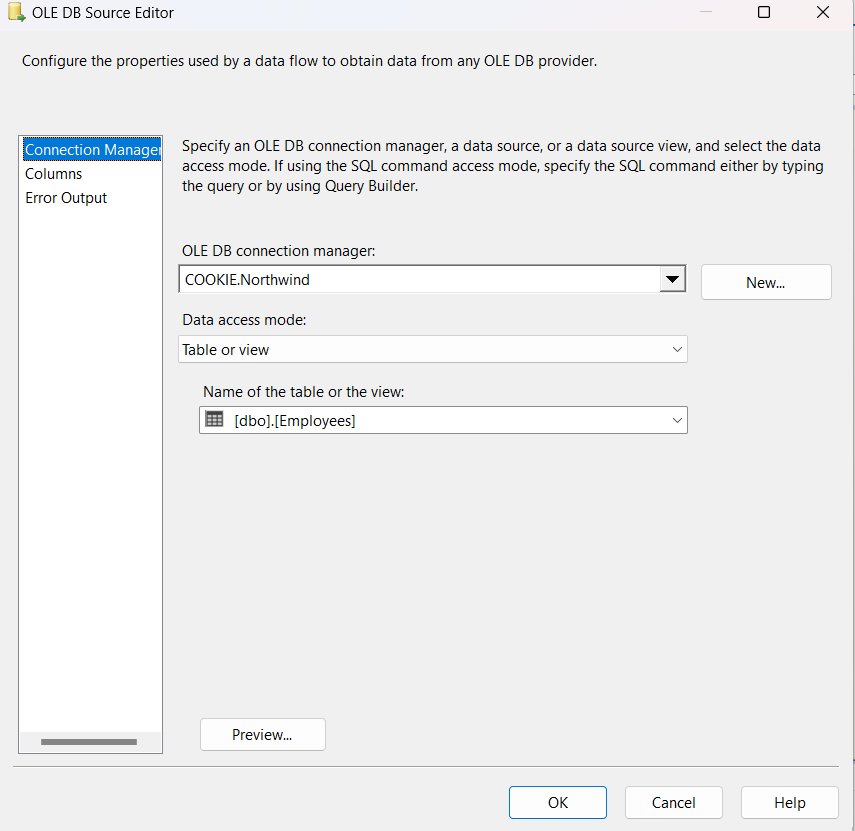 OLE DB Source Editor
Configure the properties used by a data flow to obtain data from any OLE DB provider.
Connection Manager
Columns
Error Output
Specify an OLE DB connection manager, a data source, or a data source view, and select the data
access mode. If using the SQL command access mode, specify the SQL command either by typing
the query or by using Query Builder.
OLE DB connection manager:
COOKIE.Northwind
New...
Data access mode:
Table or view
Name of the table or the view:
[dbo].[Employees]
Preview...
OK
Cancel
Help